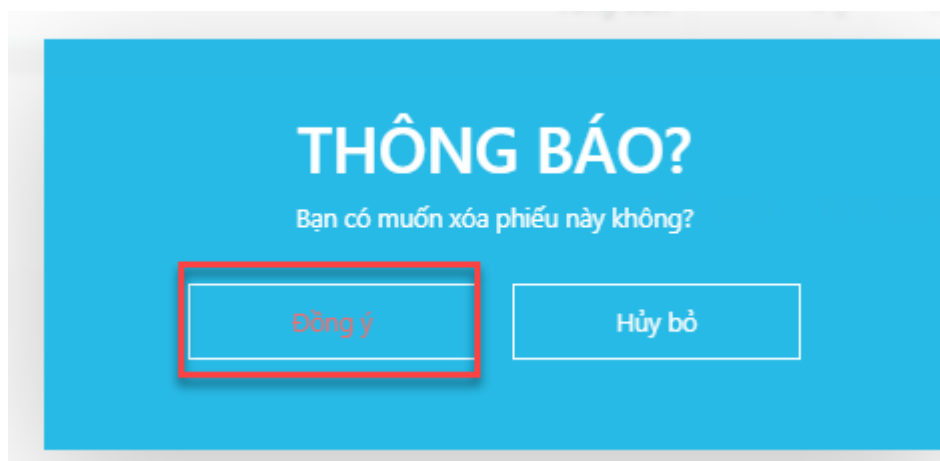 THÔNG BÁO?
Bạn có muốn xóa phiếu này không?
Đồng ý
Hủy bỏ